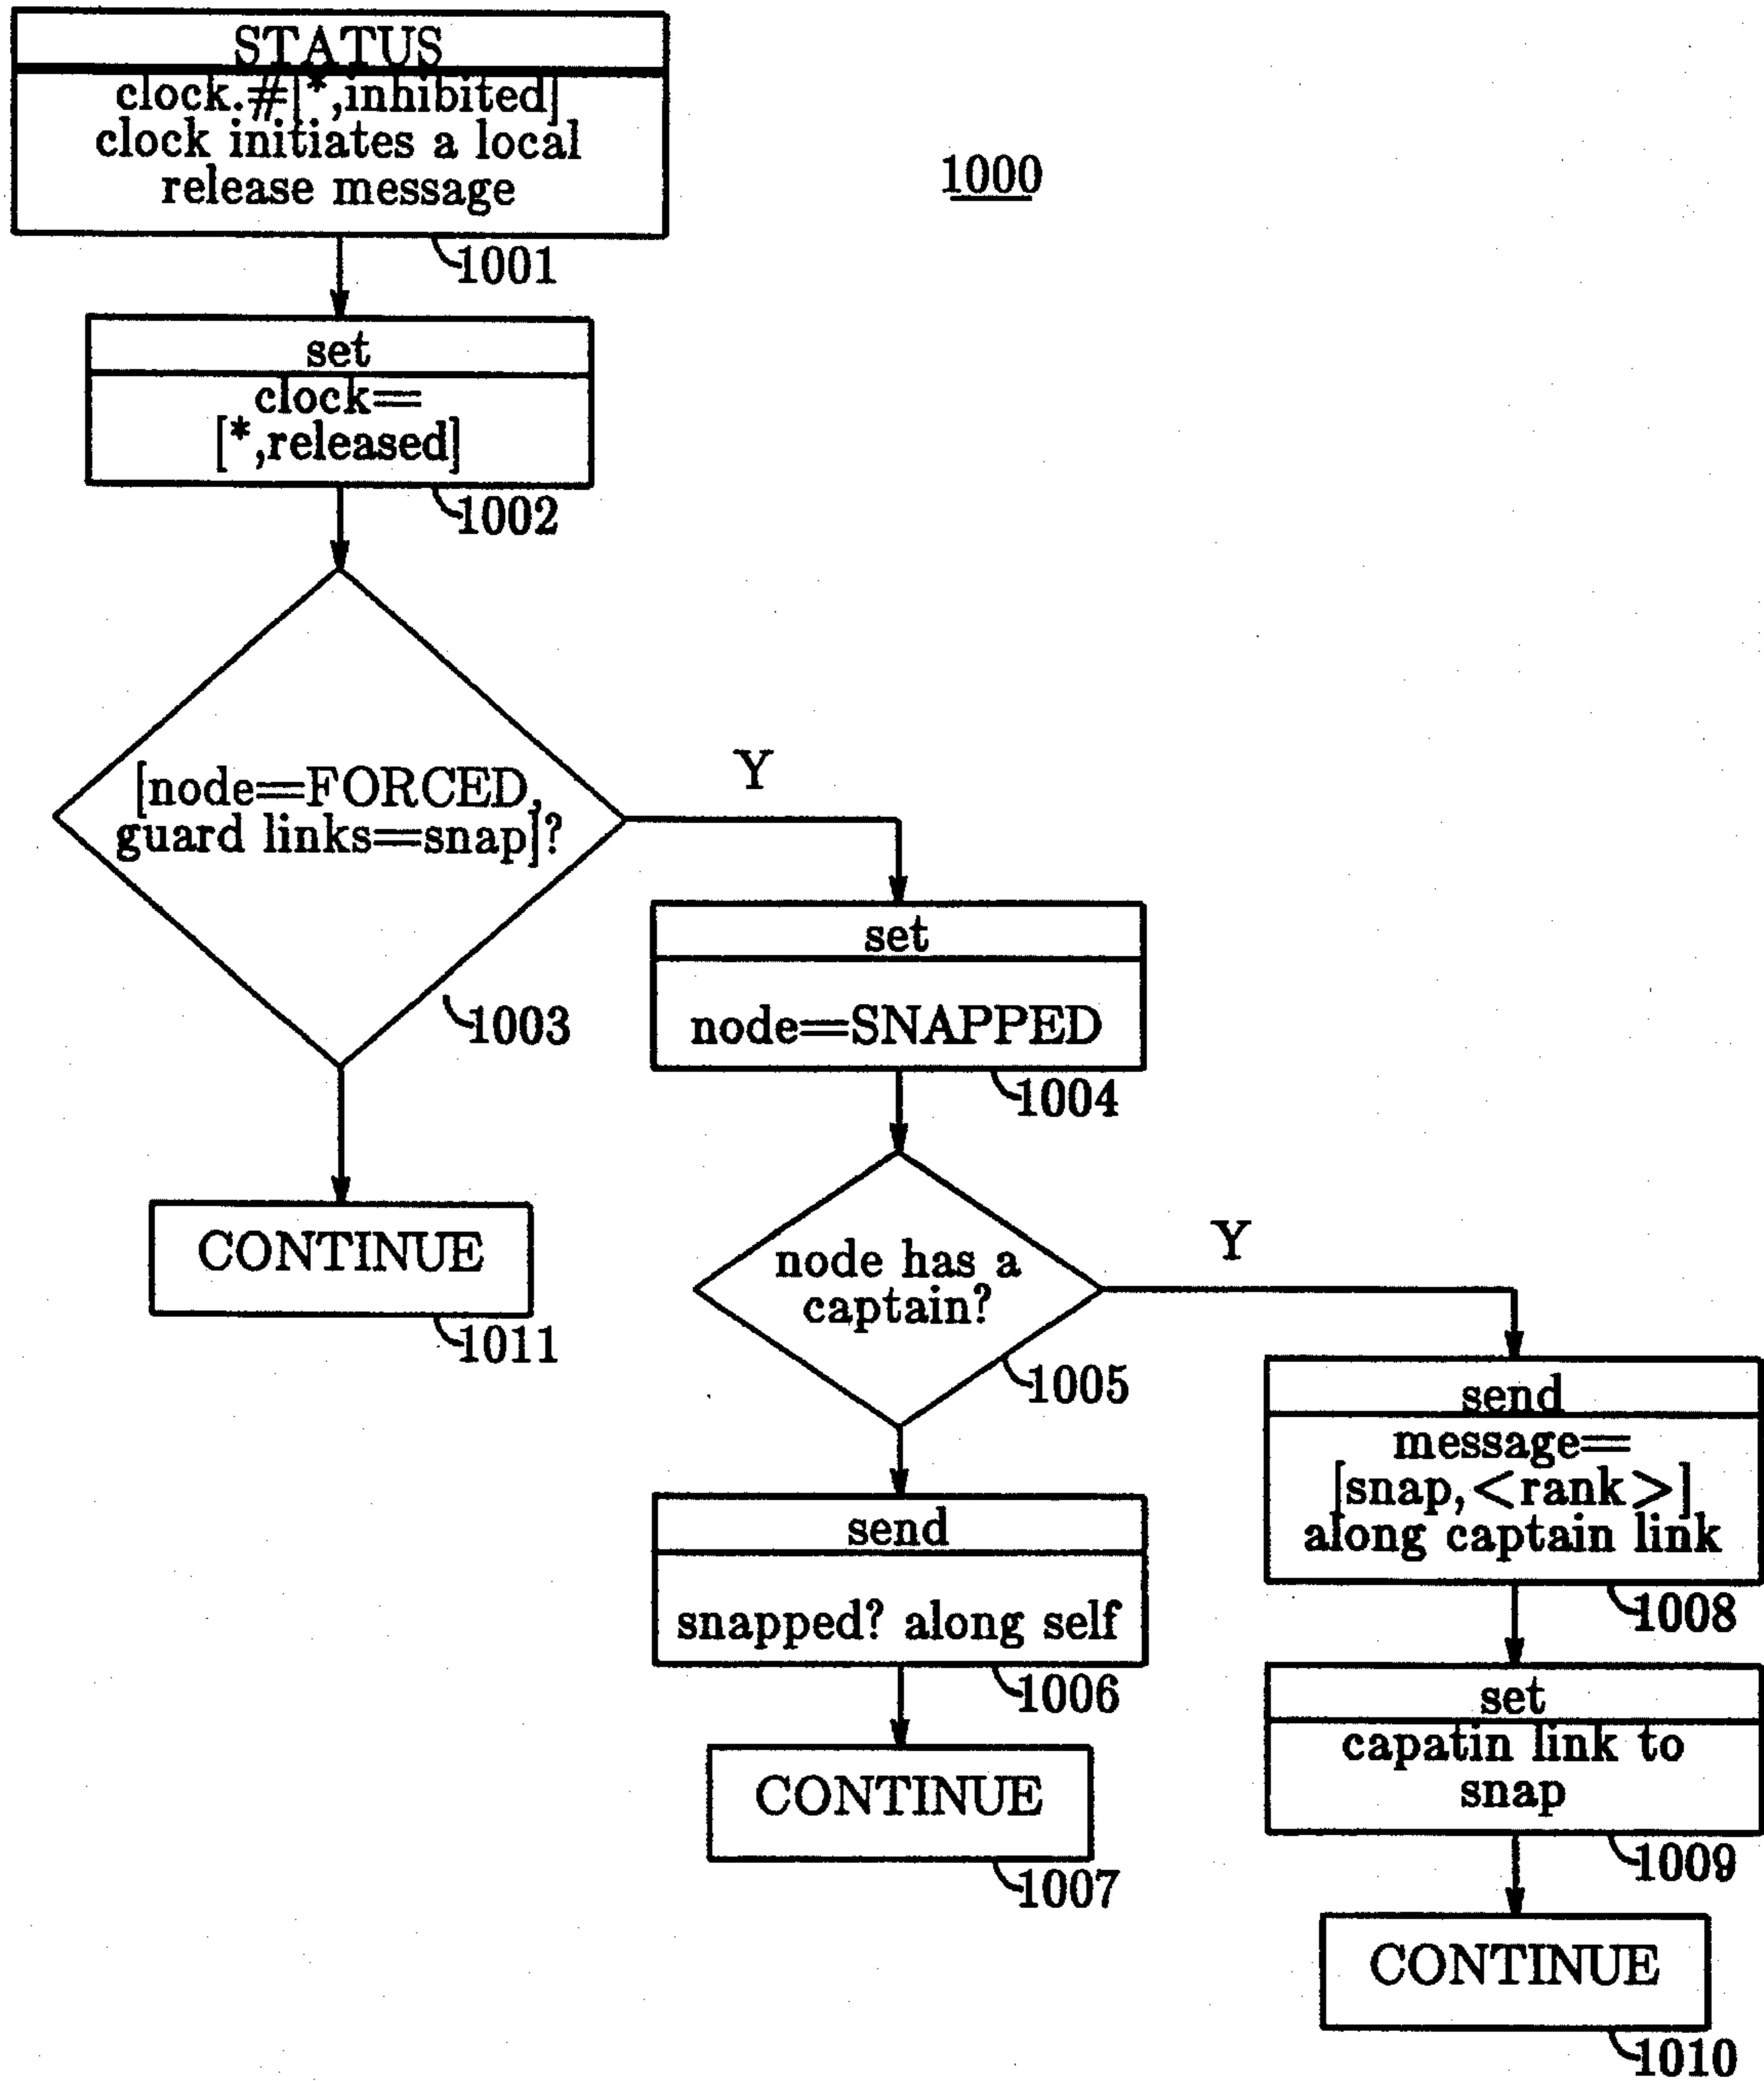 STATUS
clock.#[*,inhibited]
clock initiates a local
release message
1000
1001
set
clock=
[*,released]
1002
[node=FORCED,
guard links=snap]?
Y
1003
set
node=SNAPPED
1004
CONTINUE
1011
node has a
captain?
Y
1005
send
message=
[snap,<rank>]
along captain link
1008
send
snapped? along self
1006
set
capatin link to
snap
1009
CONTINUE
1007
CONTINUE
1010